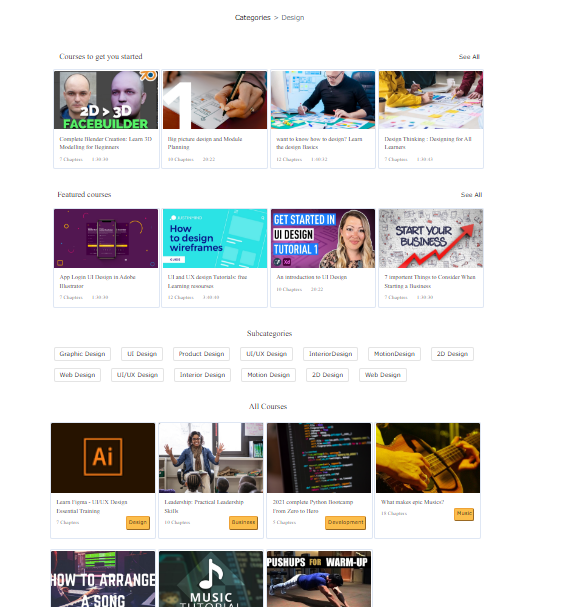 Categories > Design
Courses to get you started
See All
2D > 3D
FACEBUILDER
1
Complete Blender Creation: Learn 3D
Modelling for Beginners
7 Chapters 1:30:30
Big picture design and Module
Planning
10 Chapters 20:22
want to know how to design? Learn
the design Basics
12 Chapters 1:30:32
Design Thinking : Designing for All
Learners
7 Chapters
Featured courses
See All
How
to design
wireframes
GET STARTED IN
UI DESIGN
TUTORIAL 1
Xd
START YOUR
BUSINESS
App Login UI Design in Adobe
Illustrator
7 Chapters 1:30:30
UI and UX design Tutorials: free
Learning resourses
12 Chapters
An introduction to UI Design
10 Chapters 20:22
7 important Things to Consider When
Starting a Business
7 Chapters 1:30:30
Subcategories
Graphic Design
UI Design
Product Design
UI/UX Design
InteriorDesign
MotionDesign
2D Design
Web Design
UI/UX Design
Interior Design
Motion Design
2D Design
Web Design
All Courses
Ai
Learn Figma - UI/UX Design
Essential Training
7 Chapters
Design
Leadership: Practical Leadership
Skills
10 Chapters
Business
2021 complete Python Bootcamp
From Zero to Hero
7 Chapters
Development
What makes epic Musics?
Chapters
Music
HOW TO ARRANGE
A SONG
MUSIC
TUTORIAL
PUSHUPS FOR WARM-UP